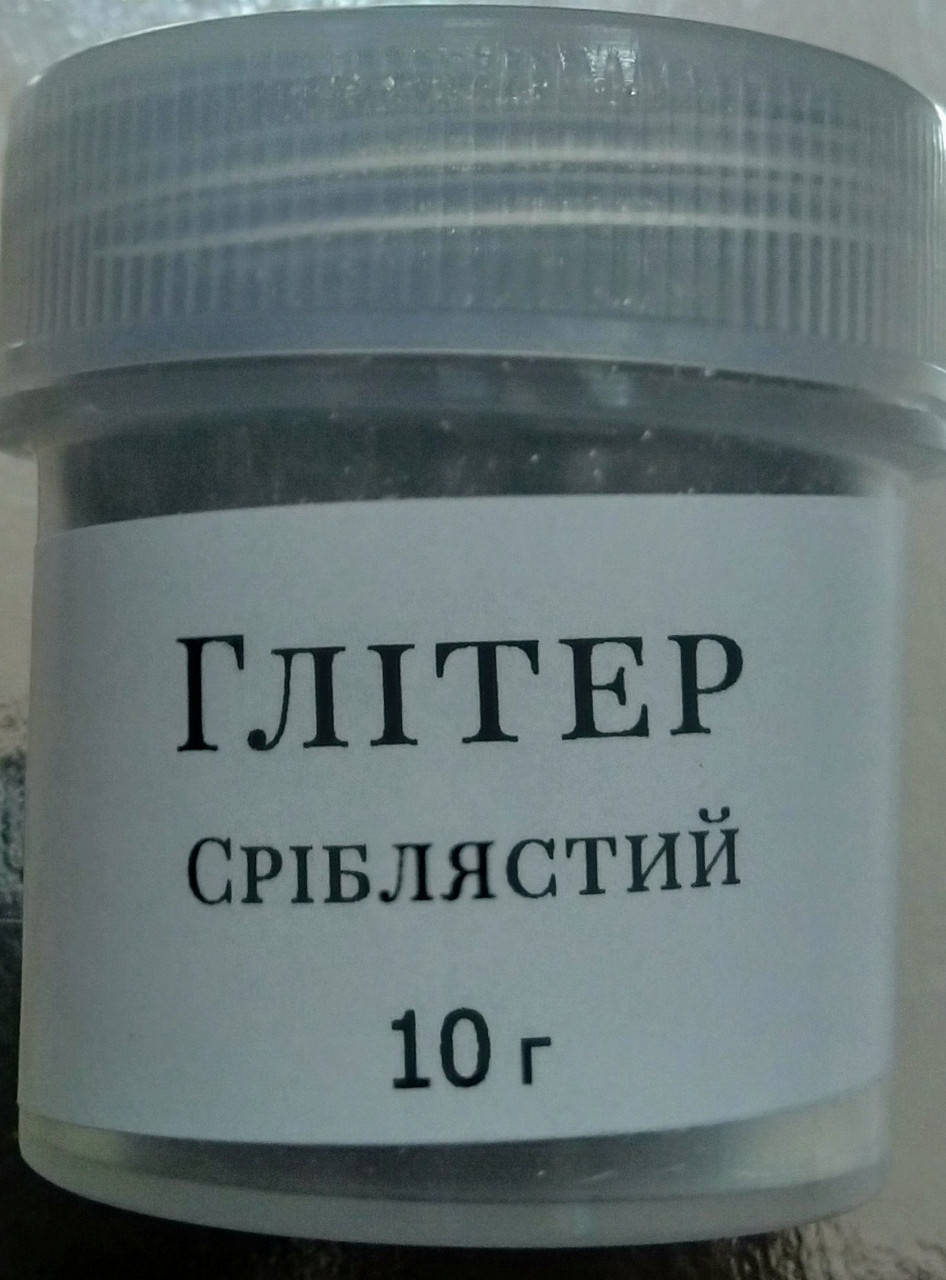 Глітер
Сріблястий
10 г